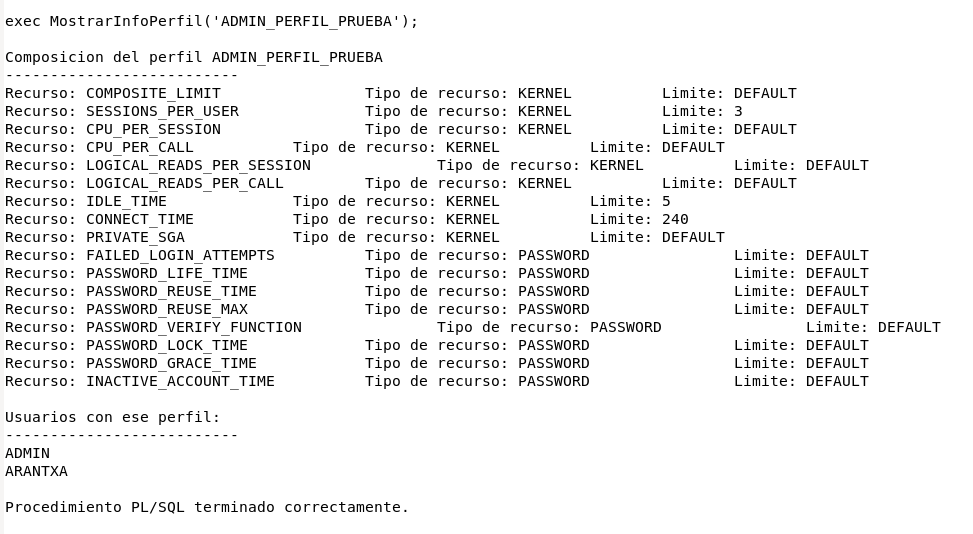 exec MostrarInfoPerfil('ADMIN_PERFIL_PRUEBA');
Composicion del perfil ADMIN_PERFIL_PRUEBA
--------------------------
Recurso: COMPOSITE_LIMIT Tipo de recurso: KERNEL Limite: DEFAULT
Recurso: SESSIONS_PER_USER Tipo de recurso: KERNEL Limite: 3
Recurso: CPU_PER_SESSION Tipo de recurso: KERNEL Limite: DEFAULT
Recurso: CPU_PER_CALL Tipo de recurso: KERNEL Limite: DEFAULT
Recurso: LOGICAL_READS_PER_SESSION Tipo de recurso: KERNEL Limite: DEFAULT
Recurso: LOGICAL_READS_PER_CALL Tipo de recurso: KERNEL Limite: DEFAULT
Recurso: IDLE_TIME Tipo de recurso: KERNEL Limite: 5
Recurso: CONNECT_TIME Tipo de recurso: KERNEL Limite: 240
Recurso: PRIVATE_SGA Tipo de recurso: KERNEL Limite: DEFAULT
Recurso: FAILED_LOGIN_ATTEMPTS Tipo de recurso: PASSWORD Limite: DEFAULT
Recurso: PASSWORD_LIFE_TIME Tipo de recurso: PASSWORD Limite: DEFAULT
Recurso: PASSWORD_REUSE_TIME Tipo de recurso: PASSWORD Limite: DEFAULT
Recurso: PASSWORD_REUSE_MAX Tipo de recurso: PASSWORD Limite: DEFAULT
Recurso: PASSWORD_VERIFY_FUNCTION Tipo de recurso: PASSWORD Limite: DEFAULT
Recurso: PASSWORD_LOCK_TIME Tipo de recurso: PASSWORD Limite: DEFAULT
Recurso: PASSWORD_GRACE_TIME Tipo de recurso: PASSWORD Limite: DEFAULT
Recurso: INACTIVE_ACCOUNT_TIME Tipo de recurso: PASSWORD Limite: DEFAULT
Usuarios con ese perfil:
--------------------------
ADMIN
ARANTXA
Procedimiento PL/SQL terminado correctamente.